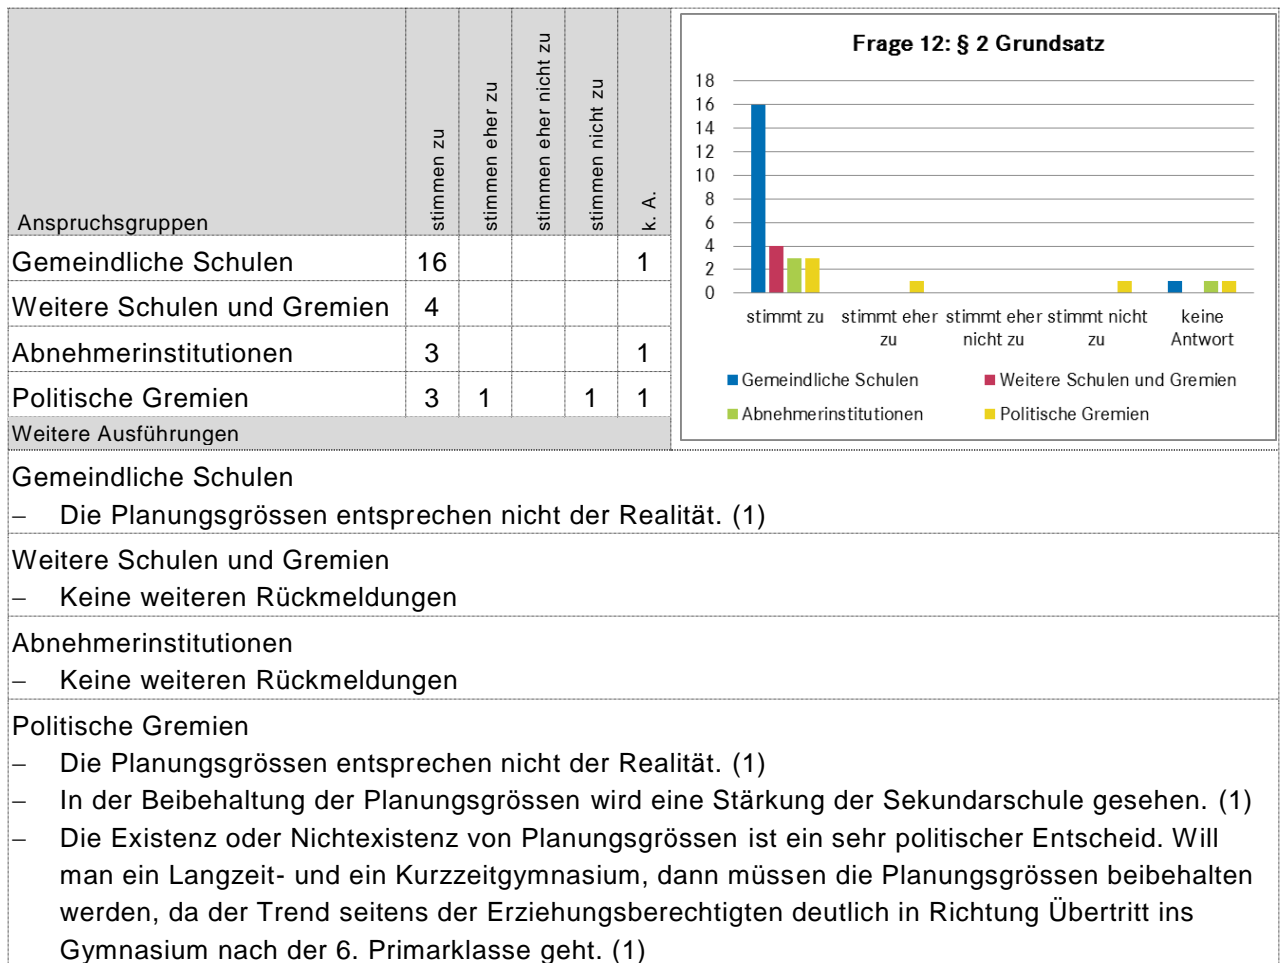 Anspruchsgruppen
stimmen zu
stimmen eher zu
stimmen eher nicht zu
stimmen nicht zu
k. A.
Gemeindliche Schulen 16 1
Weitere Schulen und Gremien 4
Abnehmerinstitutionen 3 1
Politische Gremien 3 1 1 1
Frage 12: § 2 Grundsatz
18
16
14
12
10
8
6
4
2
0
stimmt zu stimmt eher zu stimmt eher nicht zu stimmt nicht zu keine Antwort
Gemeindliche Schulen Weitere Schulen und Gremien
Abnehmerinstitutionen Politische Gremien
Weitere Ausführungen
Gemeindliche Schulen
– Die Planungsgrössen entsprechen nicht der Realität. (1)
Weitere Schulen und Gremien
– Keine weiteren Rückmeldungen
Abnehmerinstitutionen
– Keine weiteren Rückmeldungen
Politische Gremien
– Die Planungsgrössen entsprechen nicht der Realität. (1)
– In der Beibehaltung der Planungsgrössen wird eine Stärkung der Sekundarschule gesehen. (1)
– Die Existenz oder Nichtexistenz von Planungsgrössen ist ein sehr politischer Entscheid. Will
man ein Langzeit- und ein Kurzzeitgymnasium, dann müssen die Planungsgrössen beibehalten
werden, da der Trend seitens der Erziehungsberechtigten deutlich in Richtung Übertritt ins
Gymnasium nach der 6. Primarklasse geht. (1)